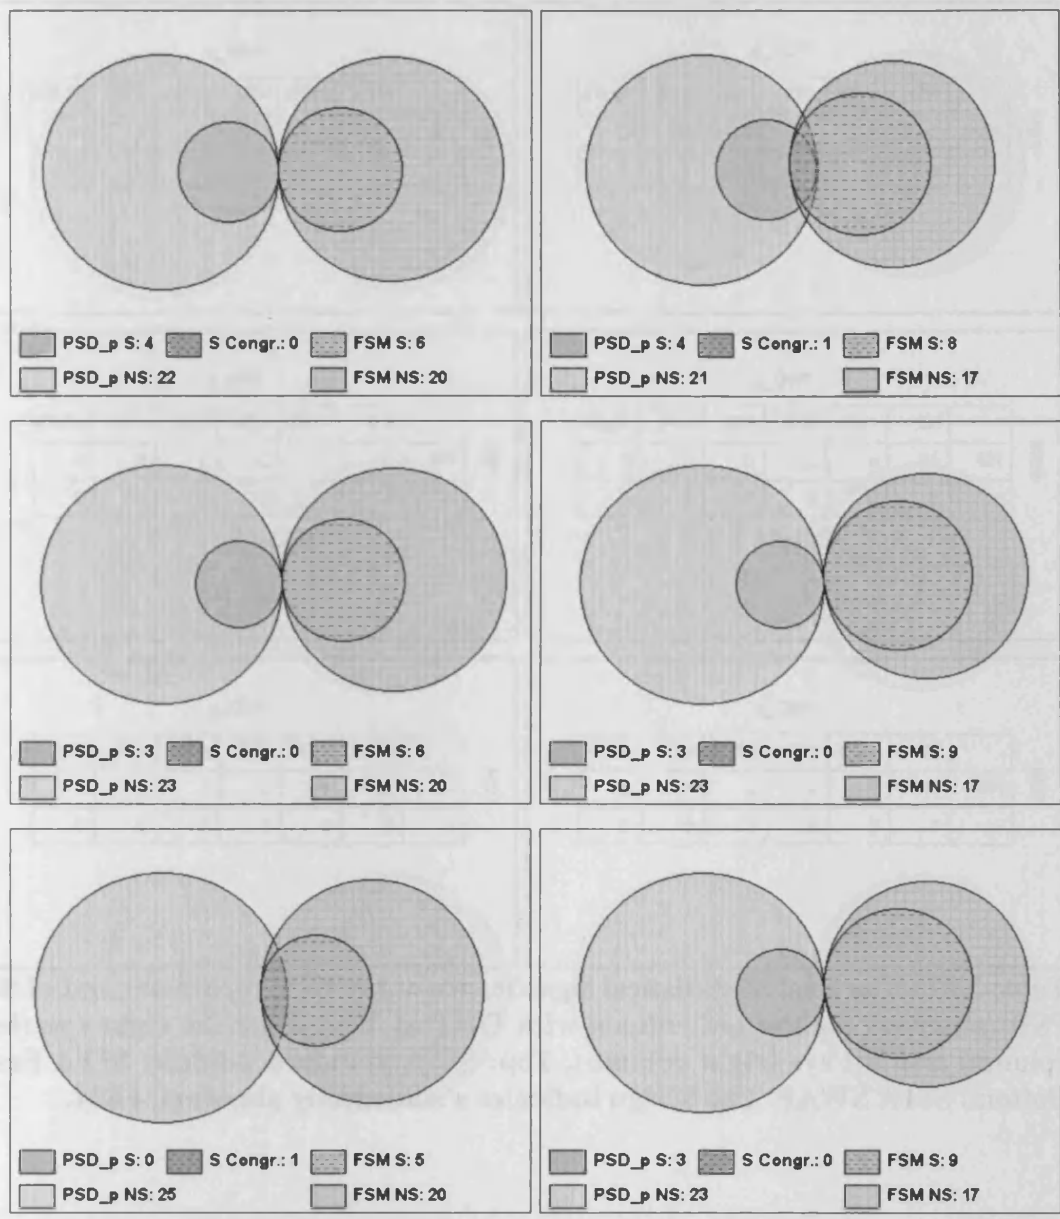 PSD_p S: 4 S Congr.: 0 FSM S: 6
PSD_p NS: 22 FSM NS: 20
PSD_p S: 4 S Congr.: 1 FSM S: 8
PSD_p NS: 21 FSM NS: 17
PSD_p S: 3 S Congr.: 0 FSM S: 6
PSD_p NS: 23 FSM NS: 20
PSD_p S: 3 S Congr.: 0 FSM S: 9
PSD_p NS: 23 FSM NS: 17
PSD_p S: 0 S Congr.: 1 FSM S: 5
PSD_p NS: 25 FSM NS: 20
PSD_p S: 3 S Congr.: 0 FSM S: 9
PSD_p NS: 23 FSM NS: 17